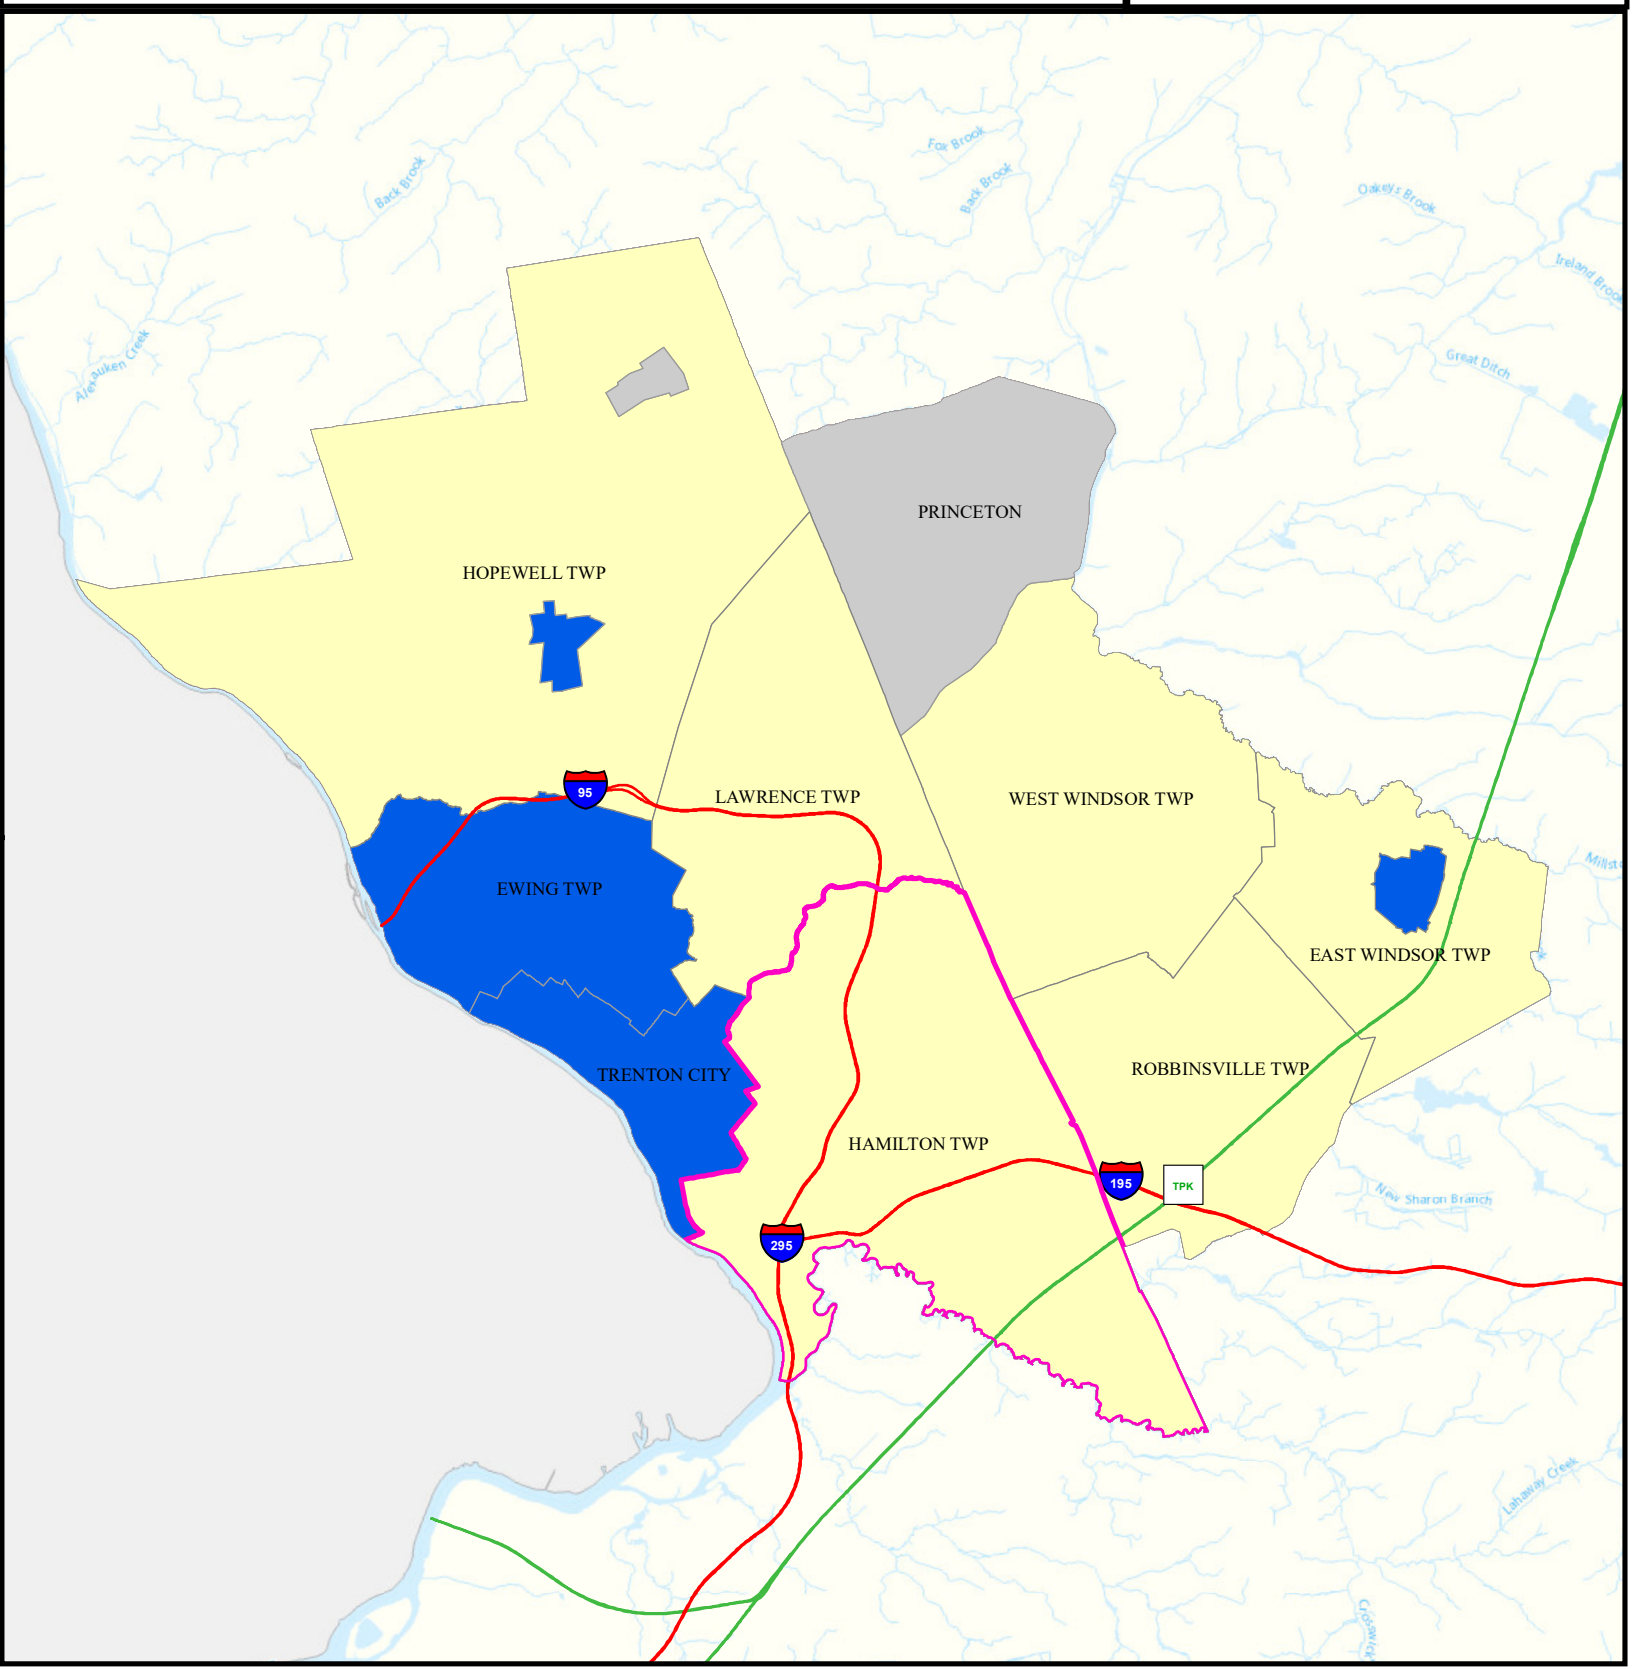 Fox Brook
Back Brook
Back Brook
Oakeys Brook
Ireland Broo
Alexauken Creek
Great Ditch
PRINCETON
HOPEWELL TWP
95
LAWRENCE TWP
WEST WINDSOR TWP
Millst
EWING TWP
EAST WINDSOR TWP
ROBBINSVILLE TWP
TRENTON CITY
HAMILTON TWP
195
TPK
New Sharon Branch
295
Lahaway Creek
Crosswick